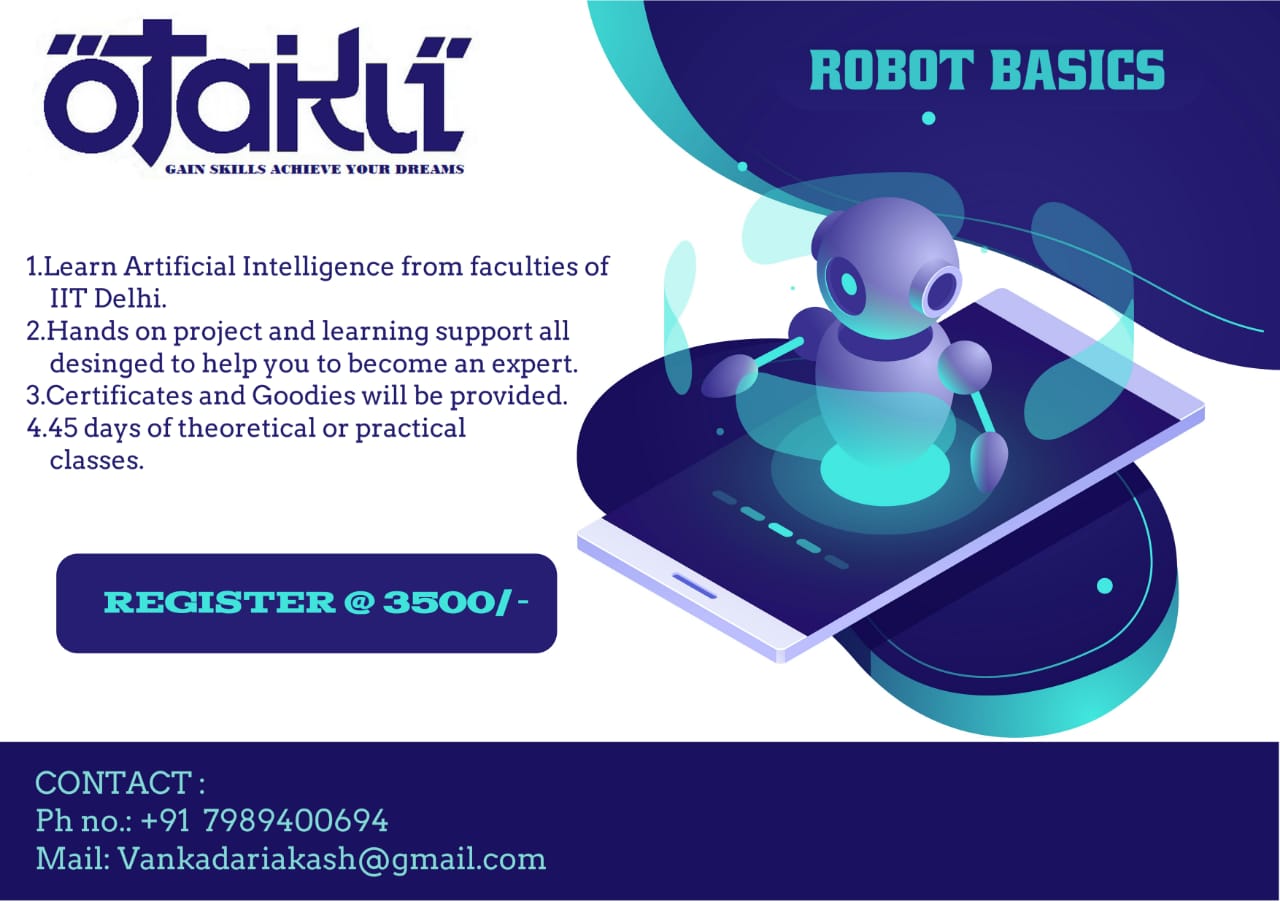 ÖTaKU
GAIN SKILLS ACHIEVE YOUR DREAMS
ROBOT BASICS
1.Learn Artificial Intelligence from faculties of
IIT Delhi.
2.Hands on project and learning support all
desinged to help you to become an expert.
3.Certificates and Goodies will be provided.
4.45 days of theoretical or practical
classes.
REGISTER @ 3500/-
CONTACT :
Ph no.: +91 7989400694
Mail: Vankadariakash@gmail.com